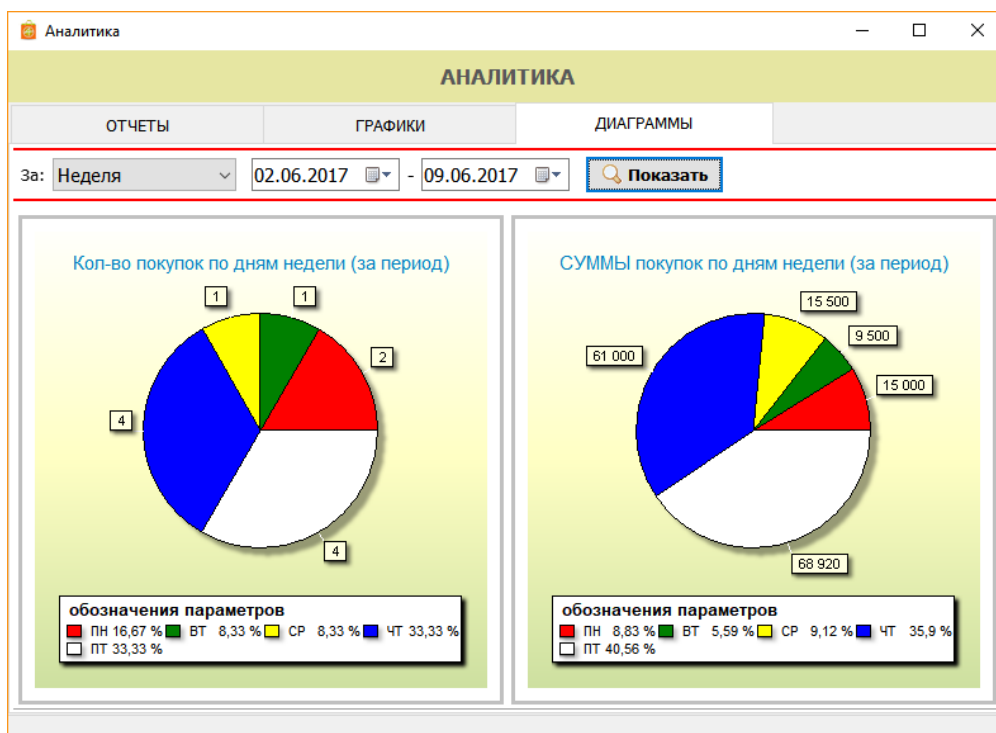 Аналитика
АНАЛИТИКА
ОТЧЕТЫ ГРАФИКИ ДИАГРАММЫ
За: Неделя 02.06.2017 - 09.06.2017 Показать
Кол-во покупок по дням недели (за период)
1 1
2
4
4
обозначения параметров
ПН 16,67 % ВТ 8,33 % СР 8,33 % ЧТ 33,33 %
ПТ 33,33 %
СУММЫ покупок по дням недели (за период)
15 500
9 500
61 000
15 000
68 920
обозначения параметров
ПН 8,83 % ВТ 5,59 % СР 9,12 % ЧТ 35,9 %
ПТ 40,56 %